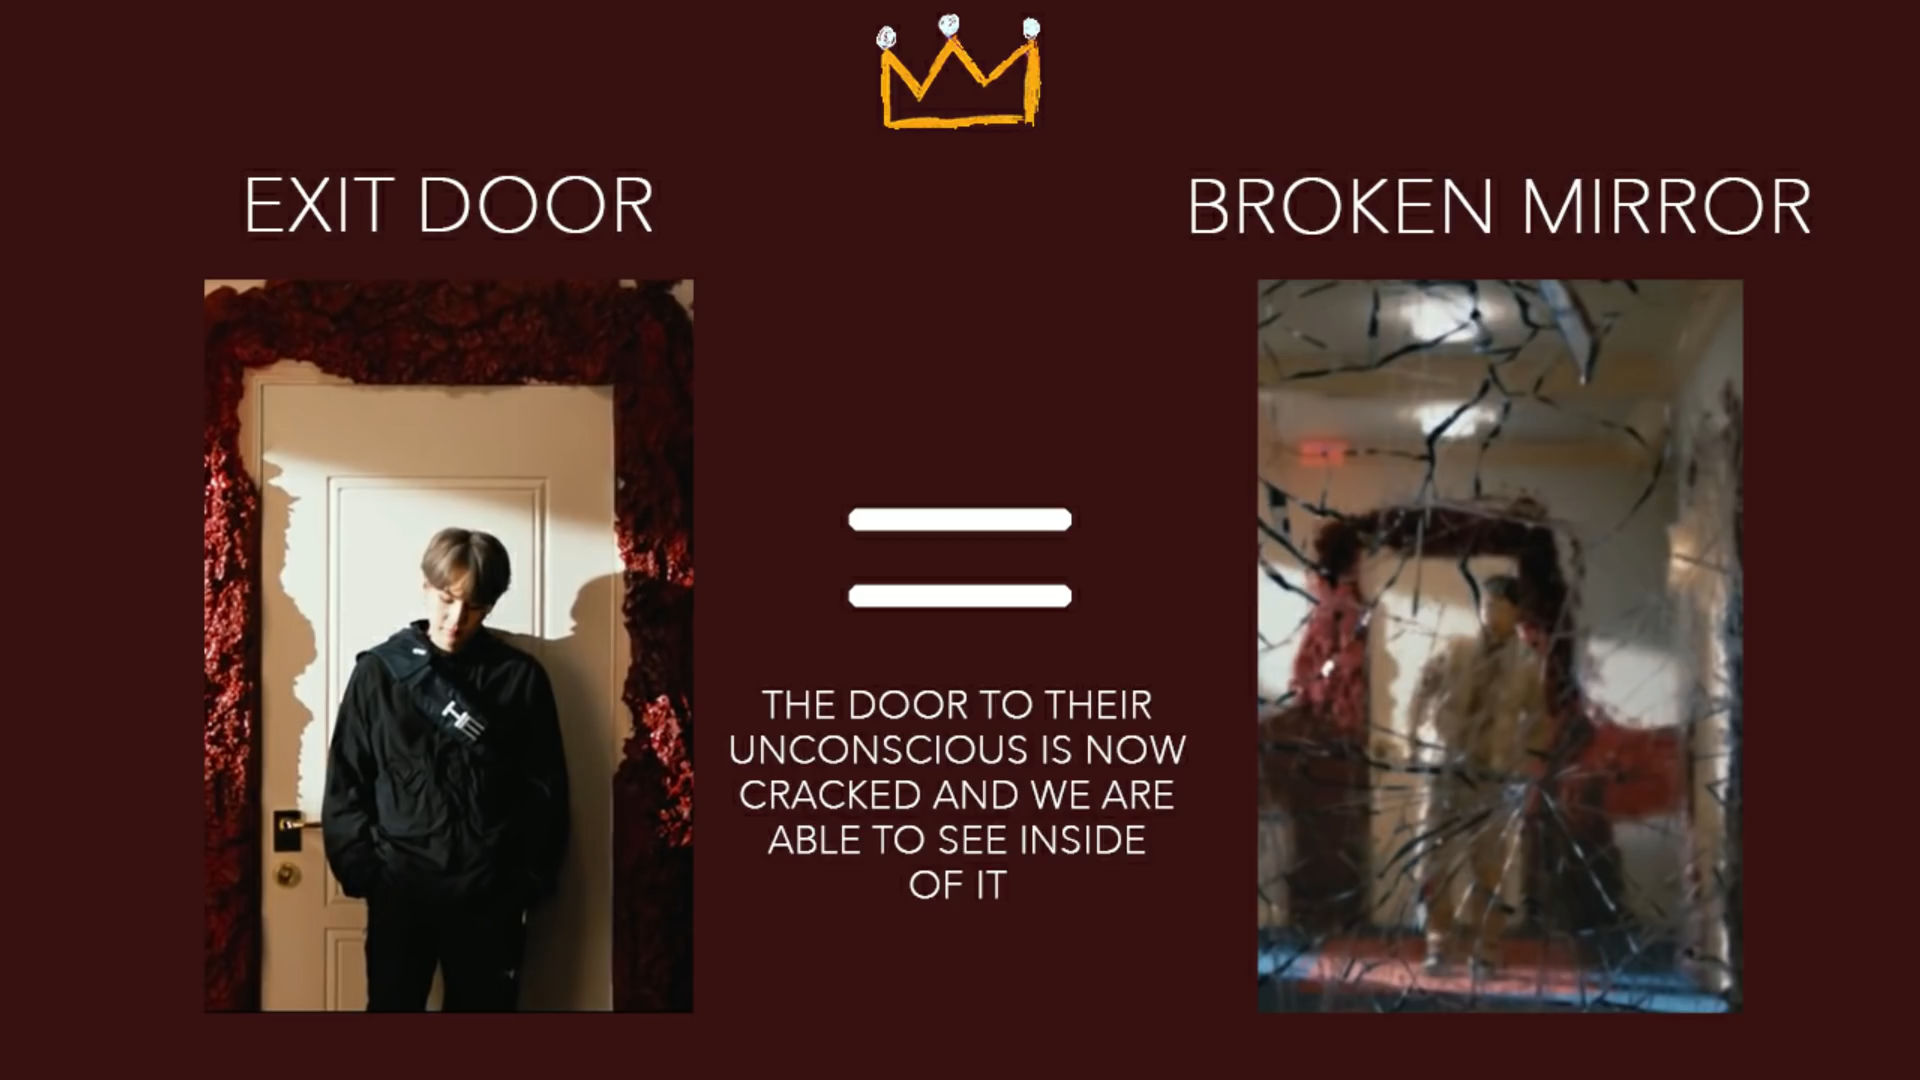 EXIT DOOR
BROKEN MIRROR
THE DOOR TO THEIR
UNCONSCIOUS IS NOW
CRACKED AND WE ARE
ABLE TO SEE INSIDE
OF IT